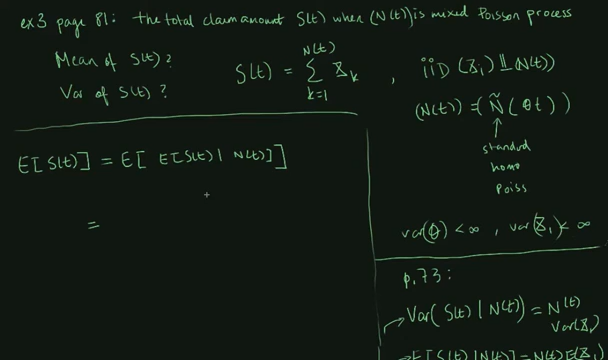 ex3 page 81: the total claim amount S(t) when (N(t)) is mixed Poisson process
Mean of S(t)?
Var of S(t)?
S(t) = ∑_{k=1}^{N(t)} X_k , iiD (X_i) ⫫ (N(t))
(N(t)) = (Ñ(θt))
standard
homo
Poiss
var(θ) < ∞ , var(X_1) < ∞
E[S(t)] = E[ E[S(t) | N(t)] ]
=
p.73:
Var(S(t) | N(t)) = N(t)
Var(X_1)
E[S(t) | N(t)] = N(t) E(X_1)